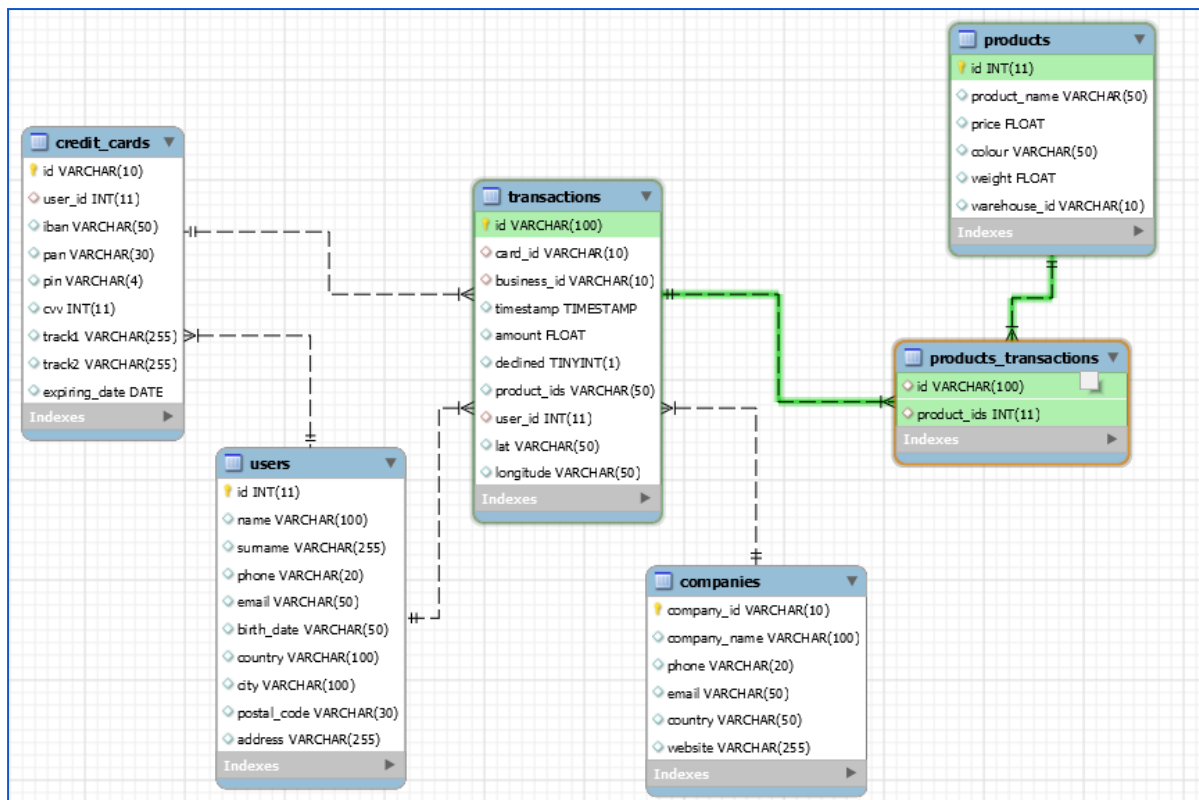 credit_cards
id VARCHAR(10)
user_id INT(11)
iban VARCHAR(50)
pan VARCHAR(30)
pin VARCHAR(4)
cvv INT(11)
track1 VARCHAR(255)
track2 VARCHAR(255)
expiring_date DATE
Indexes
users
id INT(11)
name VARCHAR(100)
surname VARCHAR(255)
phone VARCHAR(20)
email VARCHAR(50)
birth_date VARCHAR(50)
country VARCHAR(100)
city VARCHAR(100)
postal_code VARCHAR(30)
address VARCHAR(255)
Indexes
transactions
id VARCHAR(100)
card_id VARCHAR(10)
business_id VARCHAR(10)
timestamp TIMESTAMP
amount FLOAT
declined TINYINT(1)
product_ids VARCHAR(50)
user_id INT(11)
lat VARCHAR(50)
longitude VARCHAR(50)
Indexes
companies
company_id VARCHAR(10)
company_name VARCHAR(100)
phone VARCHAR(20)
email VARCHAR(50)
country VARCHAR(50)
website VARCHAR(255)
Indexes
products
id INT(11)
product_name VARCHAR(50)
price FLOAT
colour VARCHAR(50)
weight FLOAT
warehouse_id VARCHAR(10)
Indexes
products_transactions
id VARCHAR(100)
product_ids INT(11)
Indexes